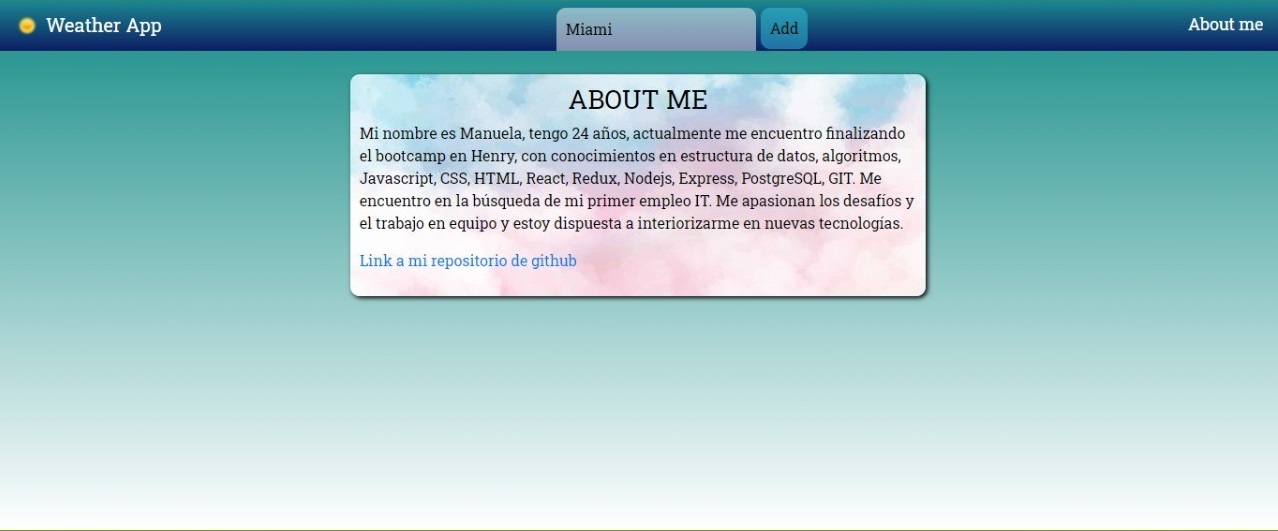 Weather App
Miami
Add
About me
ABOUT ME
Mi nombre es Manuela, tengo 24 años, actualmente me encuentro finalizando
el bootcamp en Henry, con conocimientos en estructura de datos, algoritmos,
Javascript, CSS, HTML, React, Redux, Nodejs, Express, PostgreSQL, GIT. Me
encuentro en la búsqueda de mi primer empleo IT. Me apasionan los desafíos y
el trabajo en equipo y estoy dispuesta a interiorizarme en nuevas tecnologías.
Link a mi repositorio de github